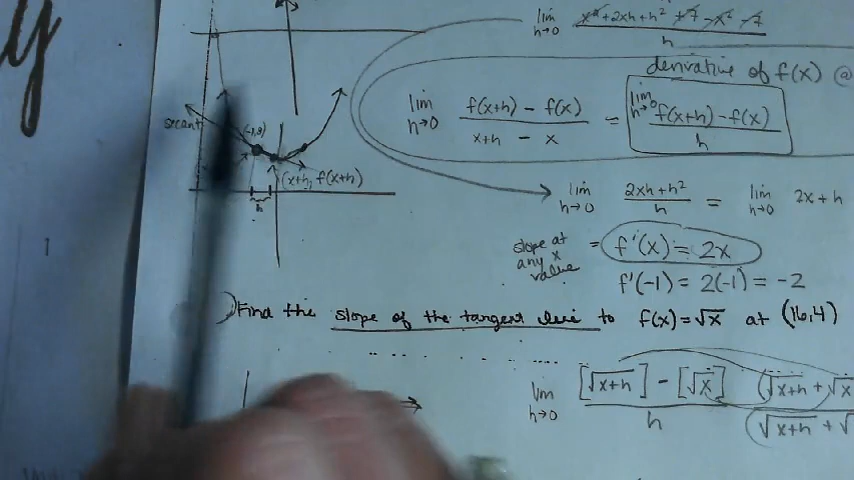 y
lim h→0 x²+2xh+h²+7-x²-7 / h
derivative of f(x) @
lim h→0 f(x+h) - f(x) / x+h - x = lim h→0 f(x+h) - f(x) / h
secant
(x+h, f(x+h)
h
lim h→0 2xh+h² / h = lim h→0 2x+h
slope at any x value = f'(x) = 2x
f'(-1) = 2(-1) = -2
Find the slope of the tangent line to f(x)=√x at (16,4)
lim h→0 [√x+h] - [√x] / h (√x+h + √x / √x+h + √